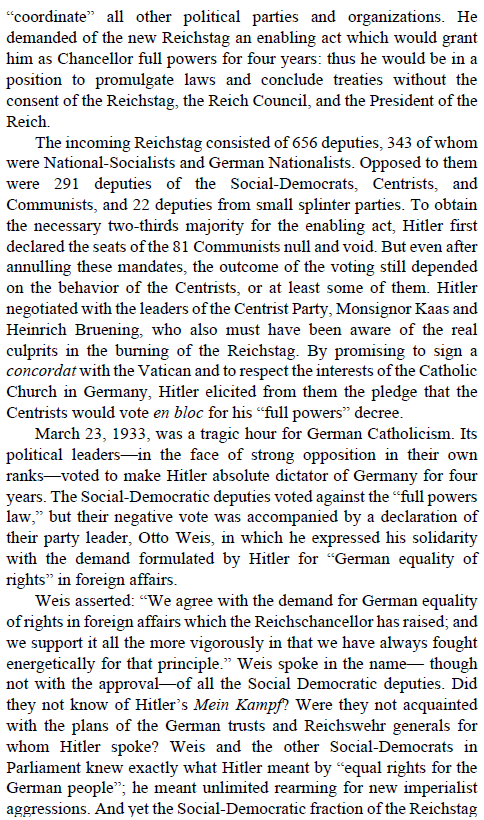 “coordinate” all other political parties and organizations. He
demanded of the new Reichstag an enabling act which would grant
him as Chancellor full powers for four years: thus he would be in a
position to promulgate laws and conclude treaties without the
consent of the Reichstag, the Reich Council, and the President of the
Reich.
The incoming Reichstag consisted of 656 deputies, 343 of whom
were National-Socialists and German Nationalists. Opposed to them
were 291 deputies of the Social-Democrats, Centrists, and
Communists, and 22 deputies from small splinter parties. To obtain
the necessary two-thirds majority for the enabling act, Hitler first
declared the seats of the 81 Communists null and void. But even after
annulling these mandates, the outcome of the voting still depended
on the behavior of the Centrists, or at least some of them. Hitler
negotiated with the leaders of the Centrist Party, Monsignor Kaas and
Heinrich Bruening, who also must have been aware of the real
culprits in the burning of the Reichstag. By promising to sign a
concordat with the Vatican and to respect the interests of the Catholic
Church in Germany, Hitler elicited from them the pledge that the
Centrists would vote en bloc for his “full powers” decree.
March 23, 1933, was a tragic hour for German Catholicism. Its
political leaders—in the face of strong opposition in their own
ranks—voted to make Hitler absolute dictator of Germany for four
years. The Social-Democratic deputies voted against the “full powers
law,” but their negative vote was accompanied by a declaration of
their party leader, Otto Weis, in which he expressed his solidarity
with the demand formulated by Hitler for “German equality of
rights” in foreign affairs.
Weis asserted: “We agree with the demand for German equality
of rights in foreign affairs which the Reichschancellor has raised; and
we support it all the more vigorously in that we have always fought
energetically for that principle.” Weis spoke in the name— though
not with the approval—of all the Social Democratic deputies. Did
they not know of Hitler’s Mein Kampf? Were they not acquainted
with the plans of the German trusts and Reichswehr generals for
whom Hitler spoke? Weis and the other Social-Democrats in
Parliament knew exactly what Hitler meant by “equal rights for the
German people”; he meant unlimited rearming for new imperialist
aggressions. And yet the Social-Democratic fraction of the Reichstag